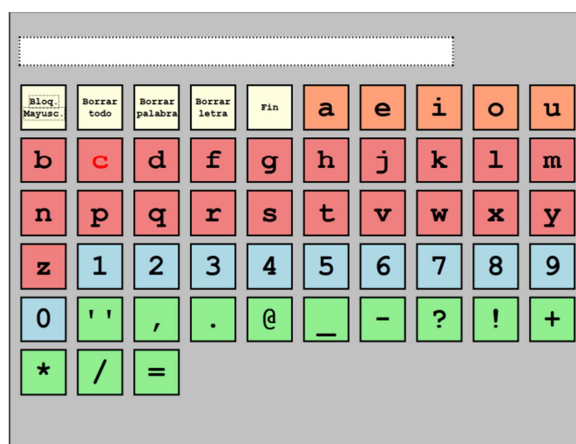 Bloq. Mayusc. Borrar todo Borrar palabra Borrar letra Fin a e i o u
b c d f g h j k l m
n p q r s t v w x y
z 1 2 3 4 5 6 7 8 9
0 '' , . @ _ - ? ! +
* / =